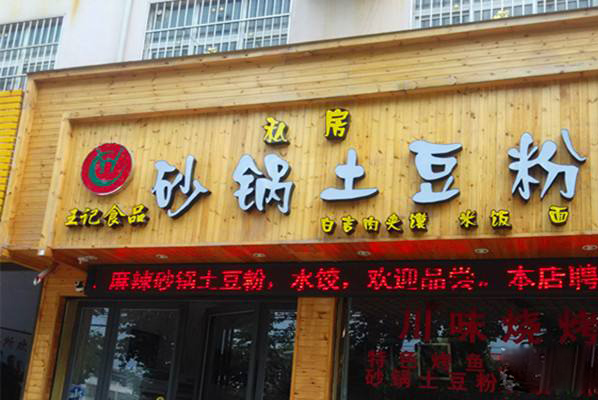 私房
砂锅土豆粉
王记食品
白吉肉夹馍 米饭 面
麻辣砂锅土豆粉，水饺，欢迎品尝。本店聘
川味烧烤
特色烤鱼
砂锅土豆粉